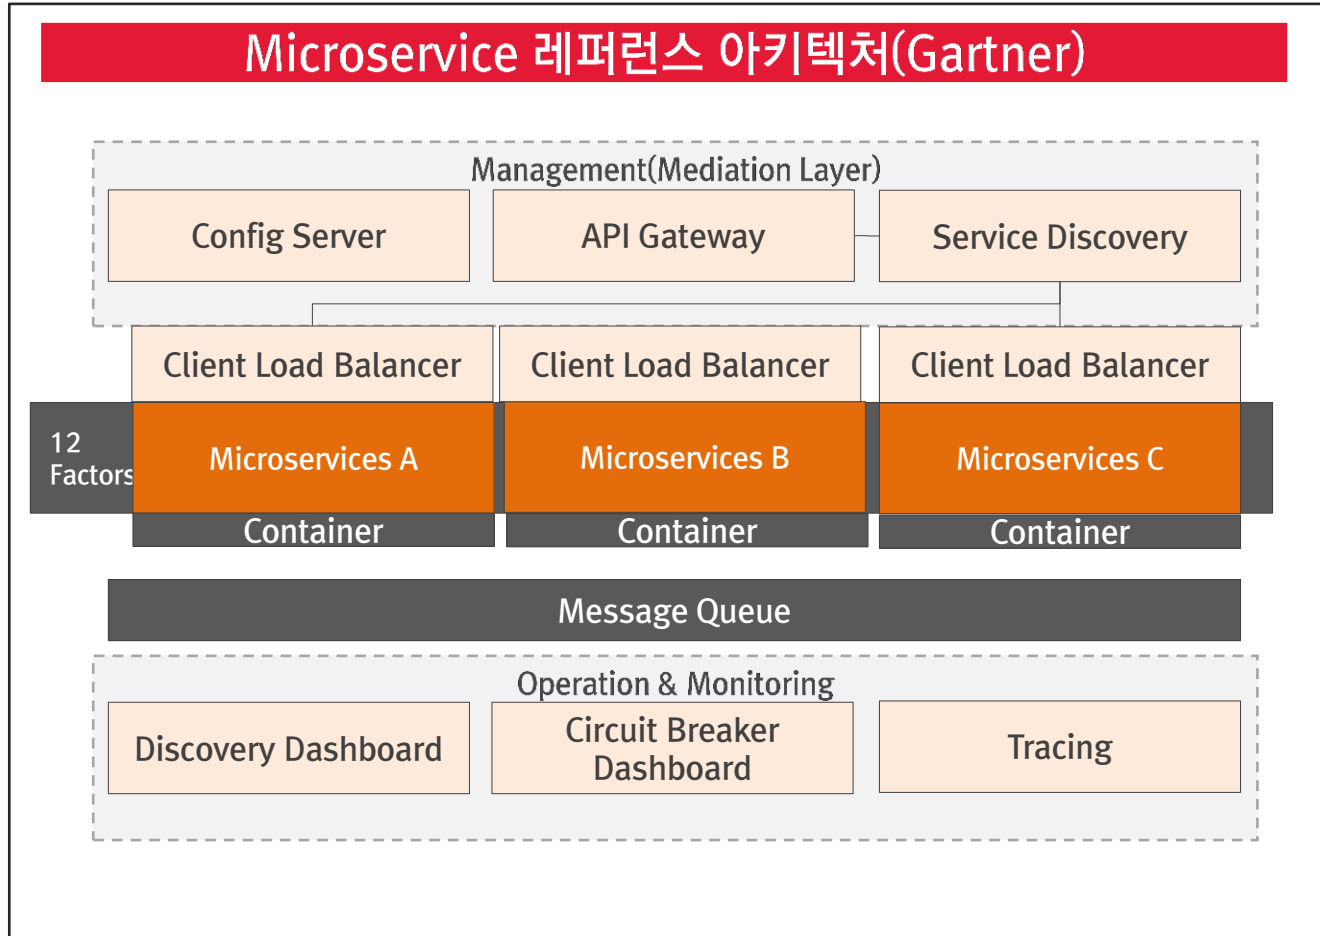 Microservice 레퍼런스 아키텍처(Gartner)
Management(Mediation Layer)
Config Server
API Gateway
Service Discovery
Client Load Balancer
Client Load Balancer
Client Load Balancer
12
Factors
Microservices A
Microservices B
Microservices C
Container
Container
Container
Message Queue
Operation & Monitoring
Discovery Dashboard
Circuit Breaker
Dashboard
Tracing